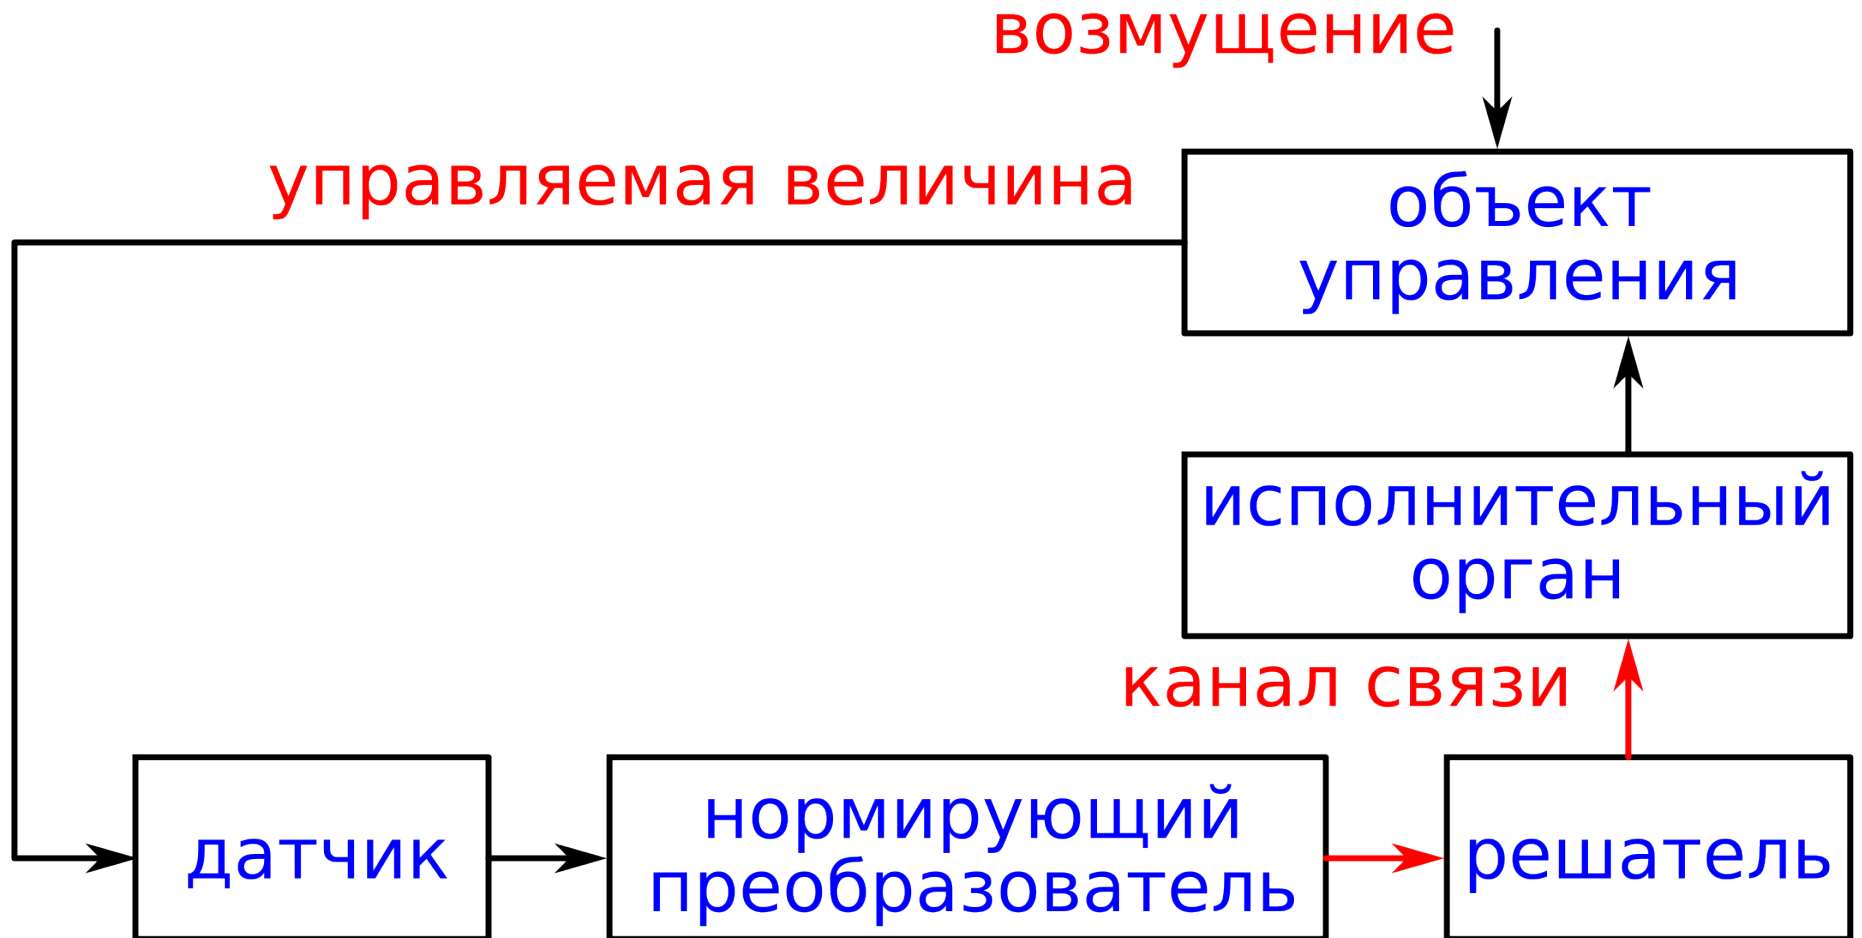 возмущение
управляемая величина
объект
управления
исполнительный
орган
канал связи
датчик
нормирующий
преобразователь
решатель